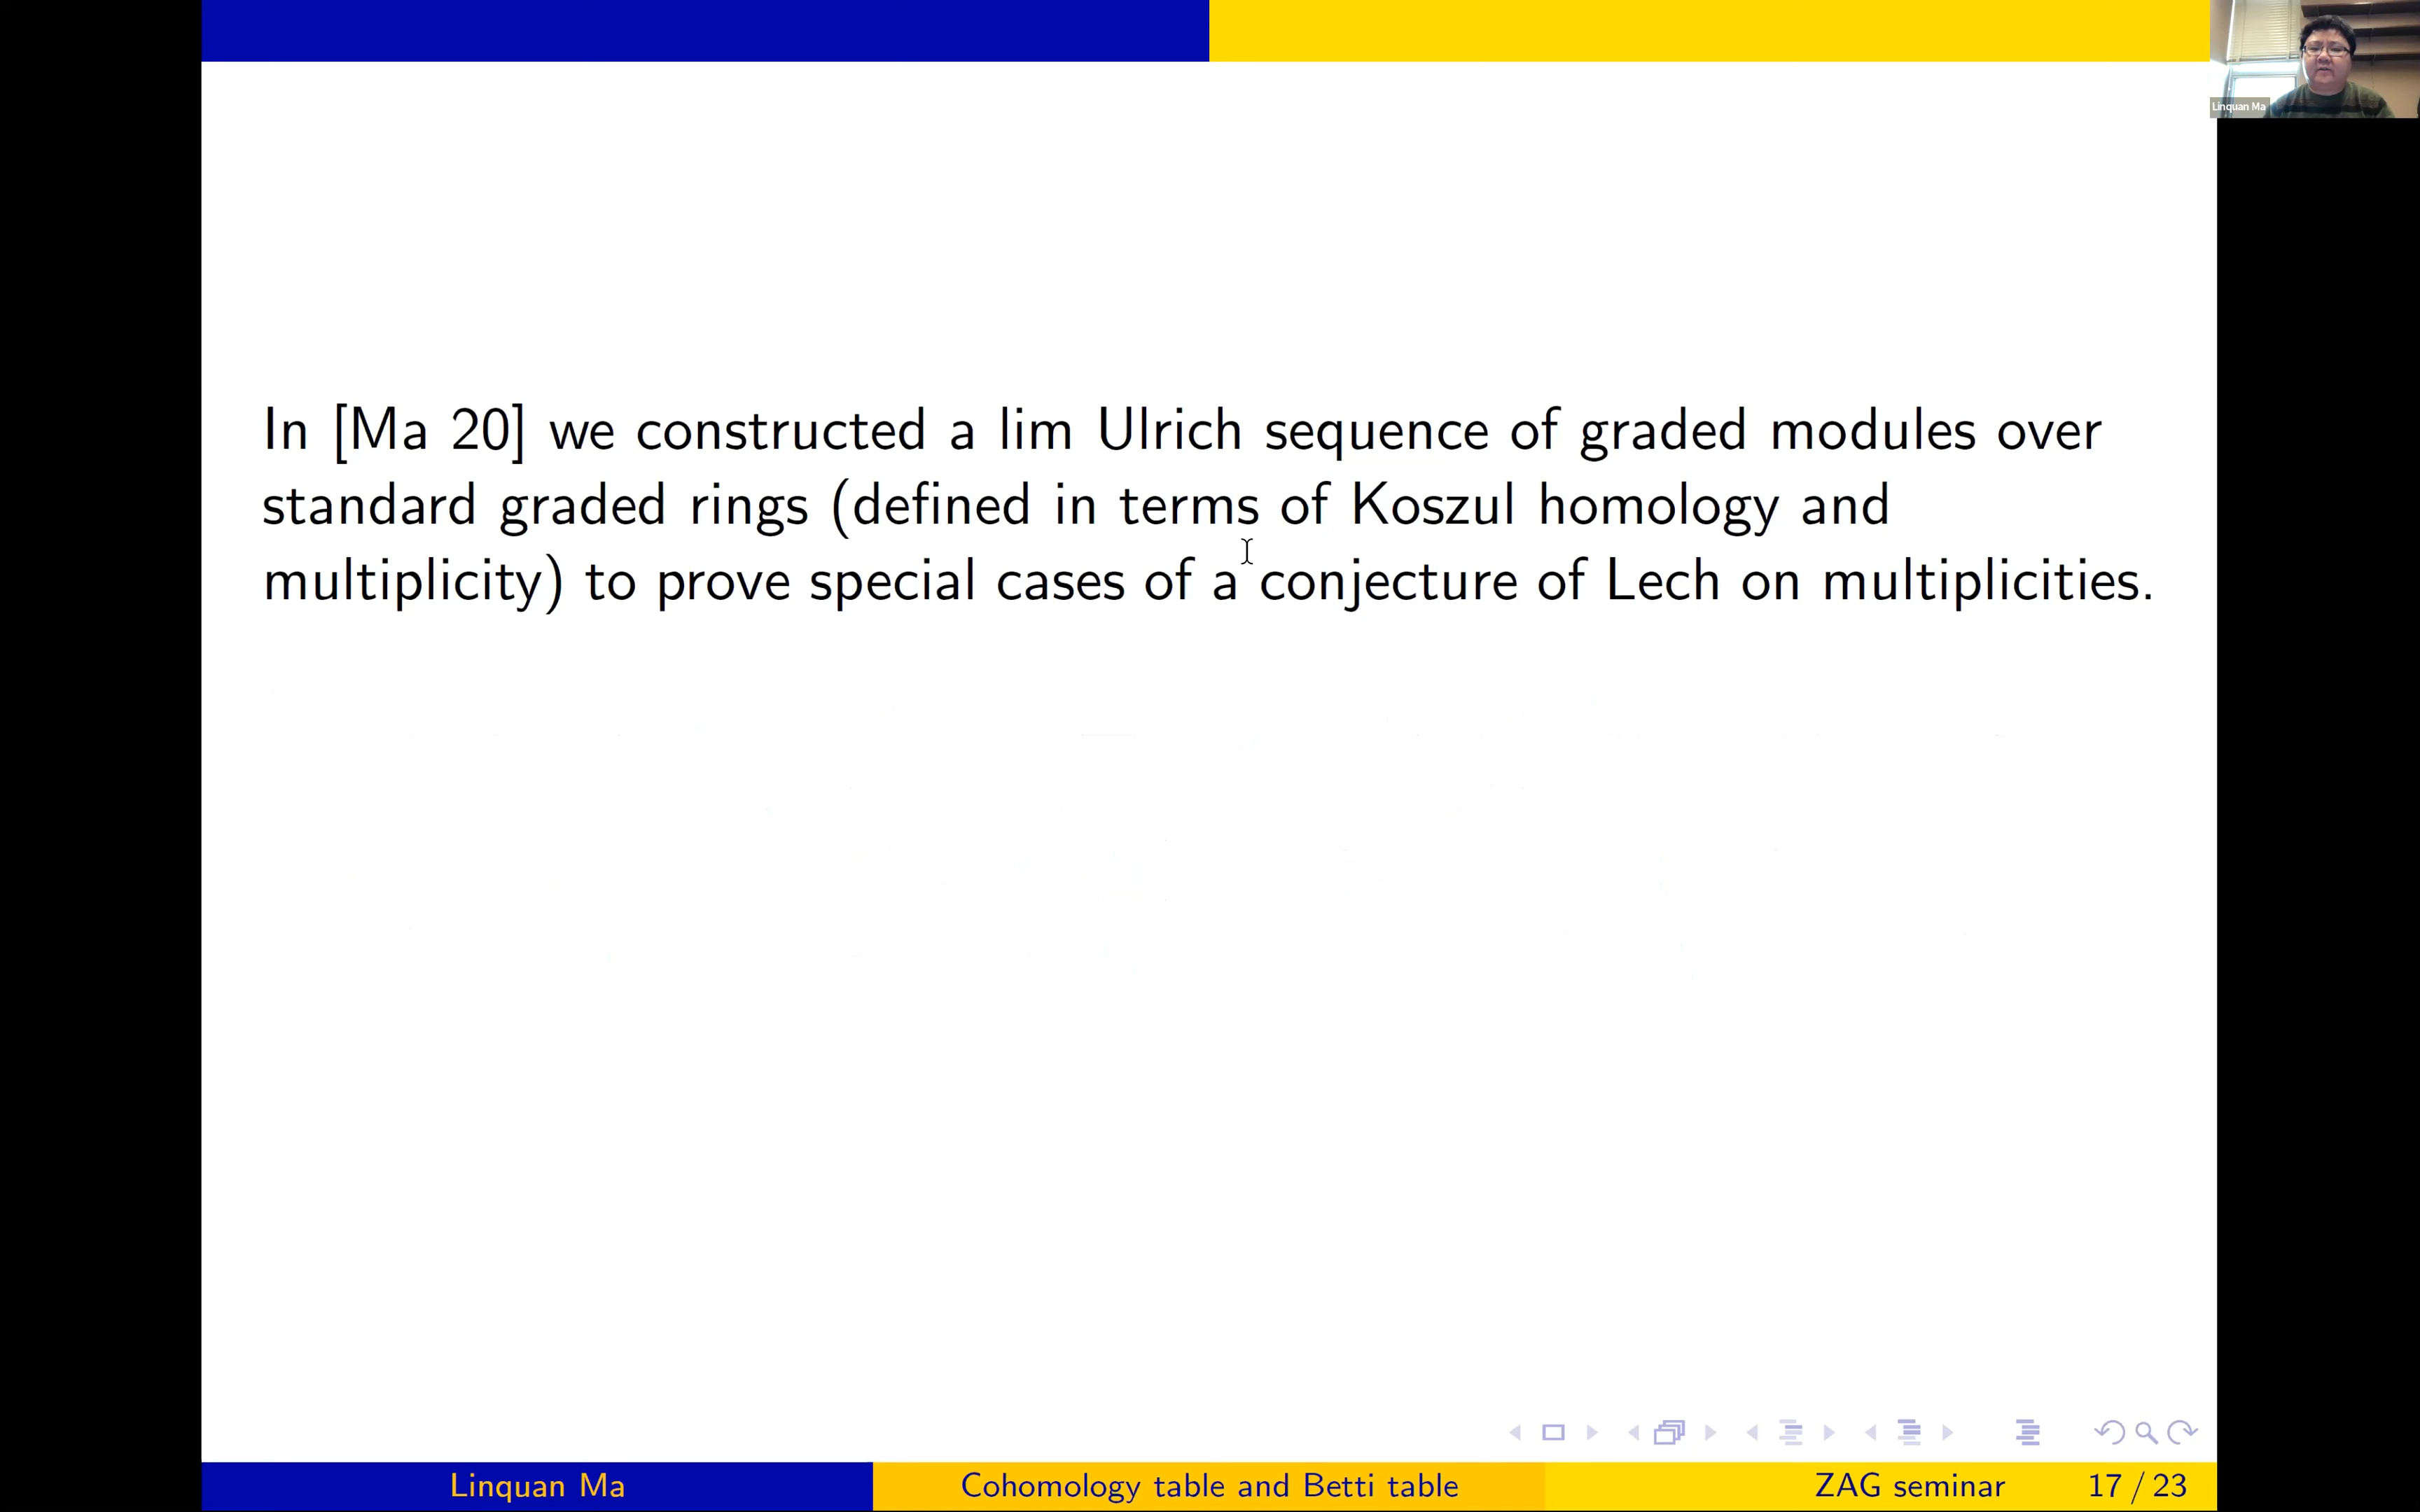 Linquan Ma
In [Ma 20] we constructed a lim Ulrich sequence of graded modules over
standard graded rings (defined in terms of Koszul homology and
multiplicity) to prove special cases of a conjecture of Lech on multiplicities.
Linquan Ma Cohomology table and Betti table ZAG seminar 17 / 23